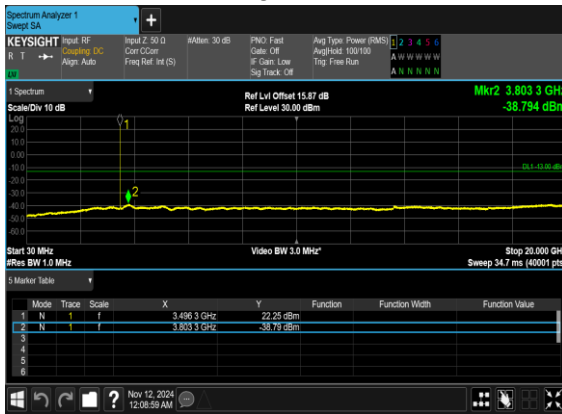 Spectrum Analyzer 1
Swept SA
KEYSIGHT Input: RF Input Z: 50 Ω #Atten: 30 dB PNO: Fast Avg Type: Power (RMS) 1 2 3 4 5 6
R T Coupling: DC Corr CCorr Gate: Off Avg|Hold: 100/100 A W W W W W
Align: Auto Freq Ref: Int (S) IF Gain: Low Trig: Free Run
Sig Track: Off A N N N N N
1 Spectrum Ref Lvl Offset 15.87 dB Mkr2 3.803 3 GHz
Scale/Div 10 dB Ref Level 30.00 dBm -38.794 dBm
Log
20.0
10.0
0.00
-10.0
-20.0
-30.0
-40.0
-50.0
-60.0
1
DL1 -13.00 dBm
2
Start 30 MHz Video BW 3.0 MHz* Stop 20.000 GHz
#Res BW 1.0 MHz Sweep 34.7 ms (40001 pts)
5 Marker Table
Mode Trace Scale X Y Function Function Width Function Value
1 N 1 f 3.496 3 GHz 22.25 dBm
2 N 1 f 3.803 3 GHz -38.79 dBm
3
4
5
6
? Nov 12, 2024
12:08:59 AM